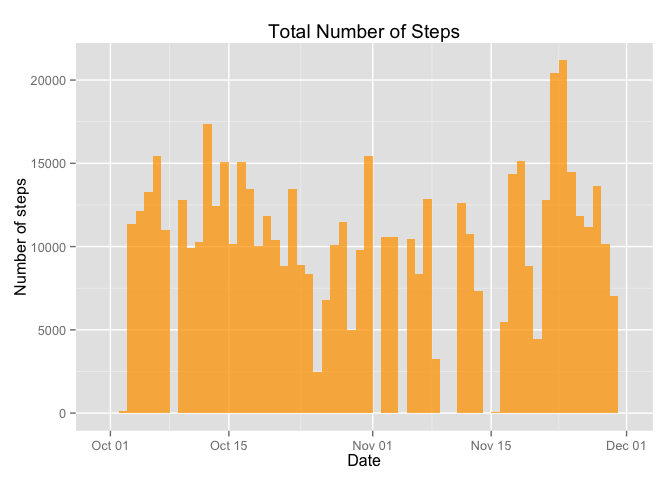 Total Number of Steps
20000
15000
10000
5000
0
Number of steps
Oct 01 Oct 15 Nov 01 Nov 15 Dec 01
Date